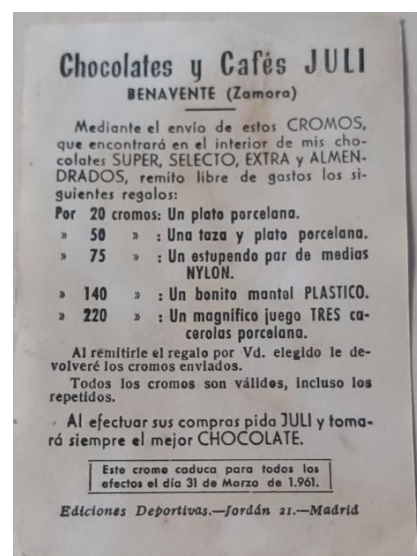 Chocolates y Cafés JULI
BENAVENTE (Zamora)
Mediante el envío de estos CROMOS,
que encontrará en el interior de mis cho-
colates SUPER, SELECTO, EXTRA y ALMEN-
DRADOS, remito libre de gastos los si-
guientes regalos:
Por 20 cromos: Un plato porcelana.
» 50 » : Una taza y plato porcelana.
» 75 » : Un estupendo par de medias
NYLON.
» 140 » : Un bonito mantel PLASTICO.
» 220 » : Un magnífico juego TRES ca-
cerolas porcelana.
Al remitirle el regalo por Vd. elegido le de-
volveré los cromos enviados.
Todos los cromos son válidos, incluso los
repetidos.
Al efectuar sus compras pida JULI y toma-
rá siempre el mejor CHOCOLATE.
Este cromo caduca para todos los
efectos el día 31 de Marzo de 1.961.
Ediciones Deportivas.—Jordán 21.—Madrid